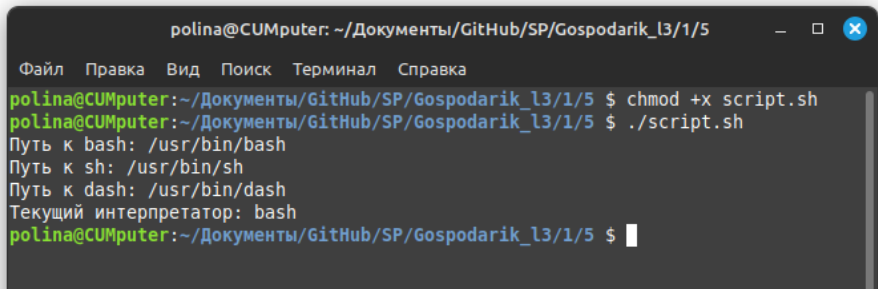 polina@CUMputer: ~/Документы/GitHub/SP/Gospodarik_l3/1/5
Файл Правка Вид Поиск Терминал Справка
polina@CUMputer:~/Документы/GitHub/SP/Gospodarik_l3/1/5 $ chmod +x script.sh
polina@CUMputer:~/Документы/GitHub/SP/Gospodarik_l3/1/5 $ ./script.sh
Путь к bash: /usr/bin/bash
Путь к sh: /usr/bin/sh
Путь к dash: /usr/bin/dash
Текущий интерпретатор: bash
polina@CUMputer:~/Документы/GitHub/SP/Gospodarik_l3/1/5 $